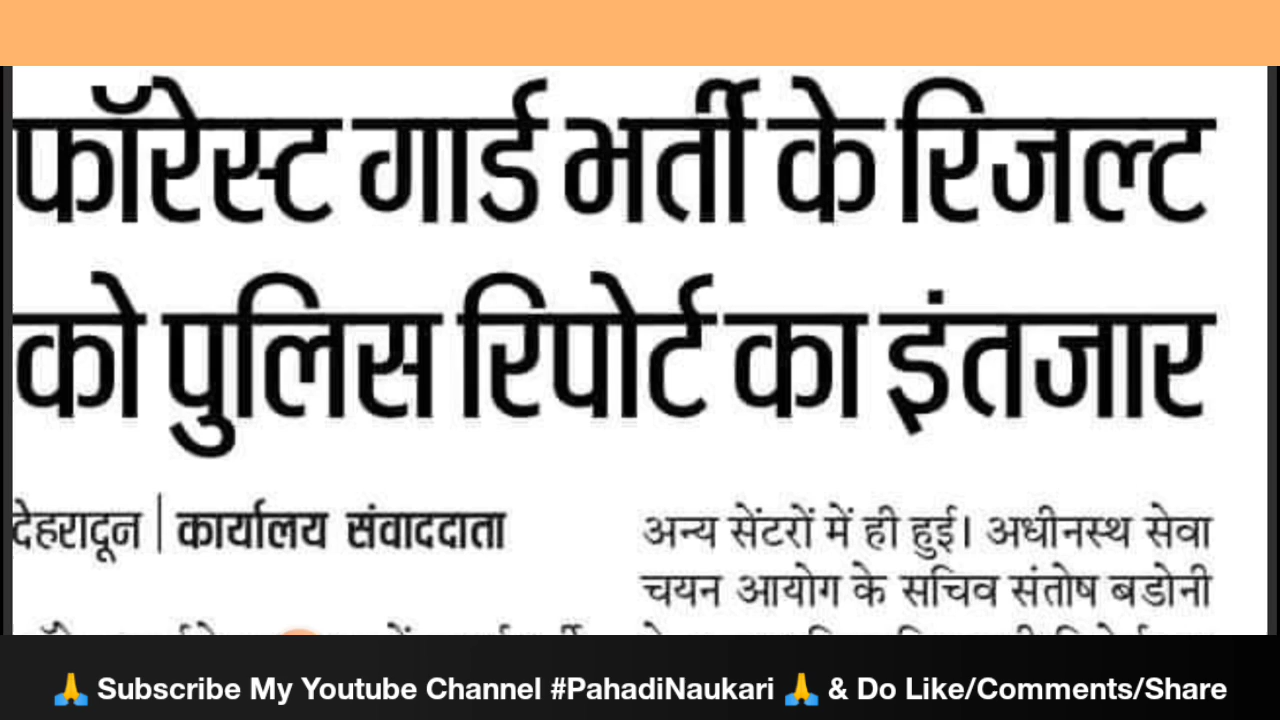 फॉरेस्ट गार्ड भर्ती के रिजल्ट
को पुलिस रिपोर्ट का इंतजार
देहरादून | कार्यालय संवाददाता
अन्य सेंटरों में ही हुई। अधीनस्थ सेवा
चयन आयोग के सचिव संतोष बडोनी
🙏 Subscribe My Youtube Channel #PahadiNaukari 🙏 & Do Like/Comments/Share